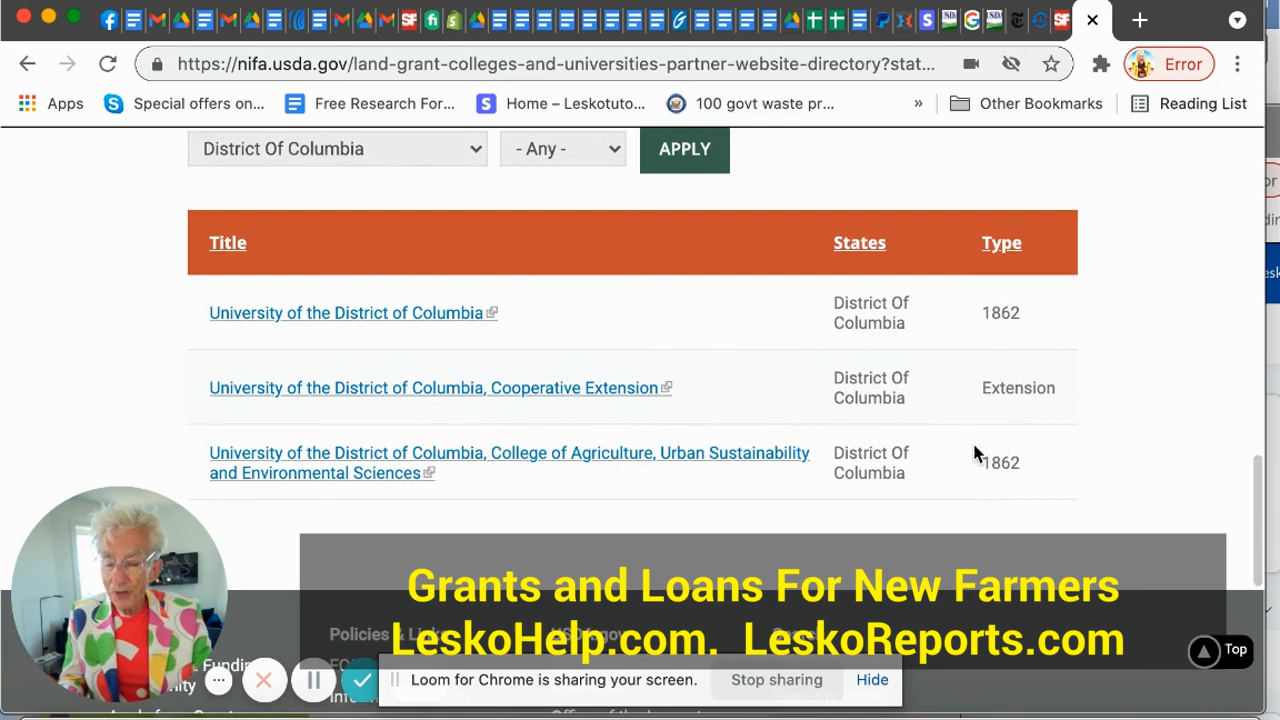 https://nifa.usda.gov/land-grant-colleges-and-universities-partner-website-directory?stat...
Error
Apps
Special offers on...
Free Research For...
Home – Leskotuto...
100 govt waste pr...
»
Other Bookmarks
Reading List
District Of Columbia
- Any -
APPLY
Title States Type
University of the District of Columbia
District Of
Columbia
1862
University of the District of Columbia, Cooperative Extension
District Of
Columbia
Extension
University of the District of Columbia, College of Agriculture, Urban Sustainability
and Environmental Sciences
District Of
Columbia
1862
Grants and Loans For New Farmers
Policies & Links
LeskoHelp.com. LeskoReports.com
Top
Loom for Chrome is sharing your screen.
Stop sharing
Hide